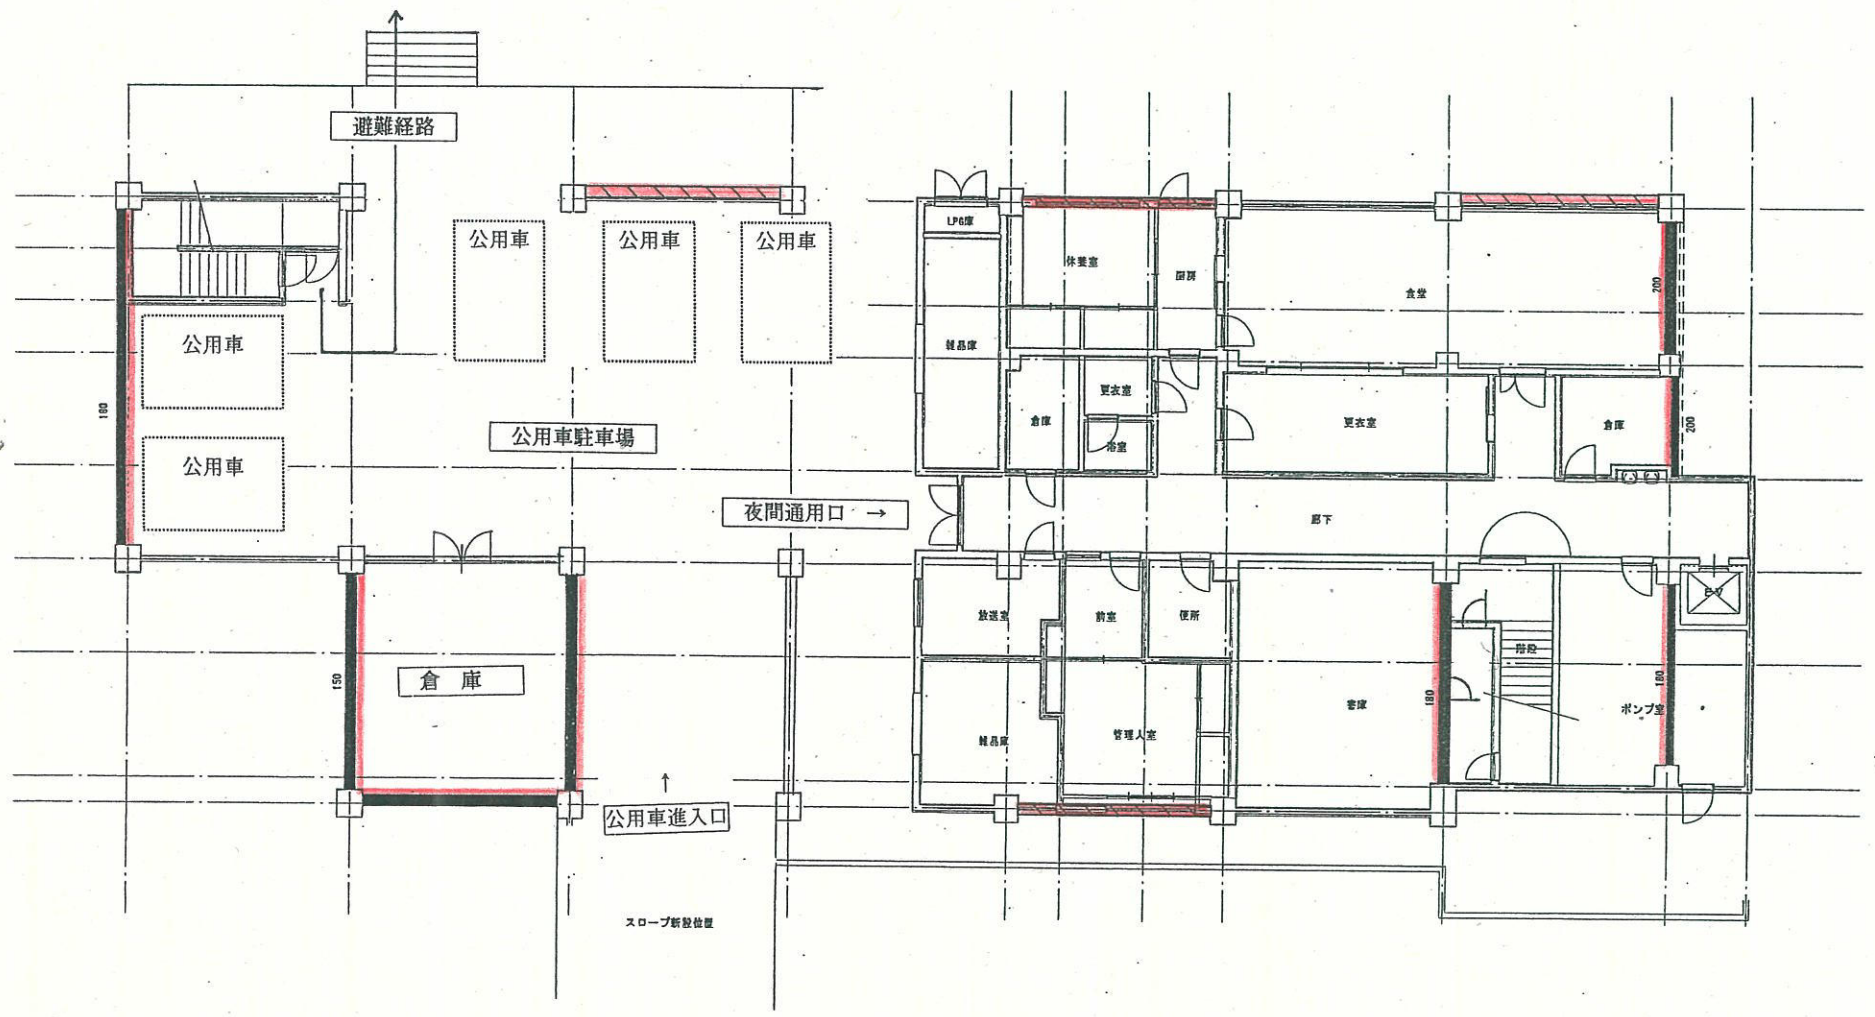 避難経路
公用車
公用車
公用車
公用車
公用車
180
公用車駐車場
夜間通用口 →
倉 庫
150
↑
公用車進入口
スロープ新設位置
LPG庫
雑品庫
休養室
厨房
食堂
200
倉庫
更衣室
浴室
更衣室
倉庫
200
廊下
放送室
前室
便所
雑品庫
管理人室
書庫
180
階段
180
ポンプ室
EV